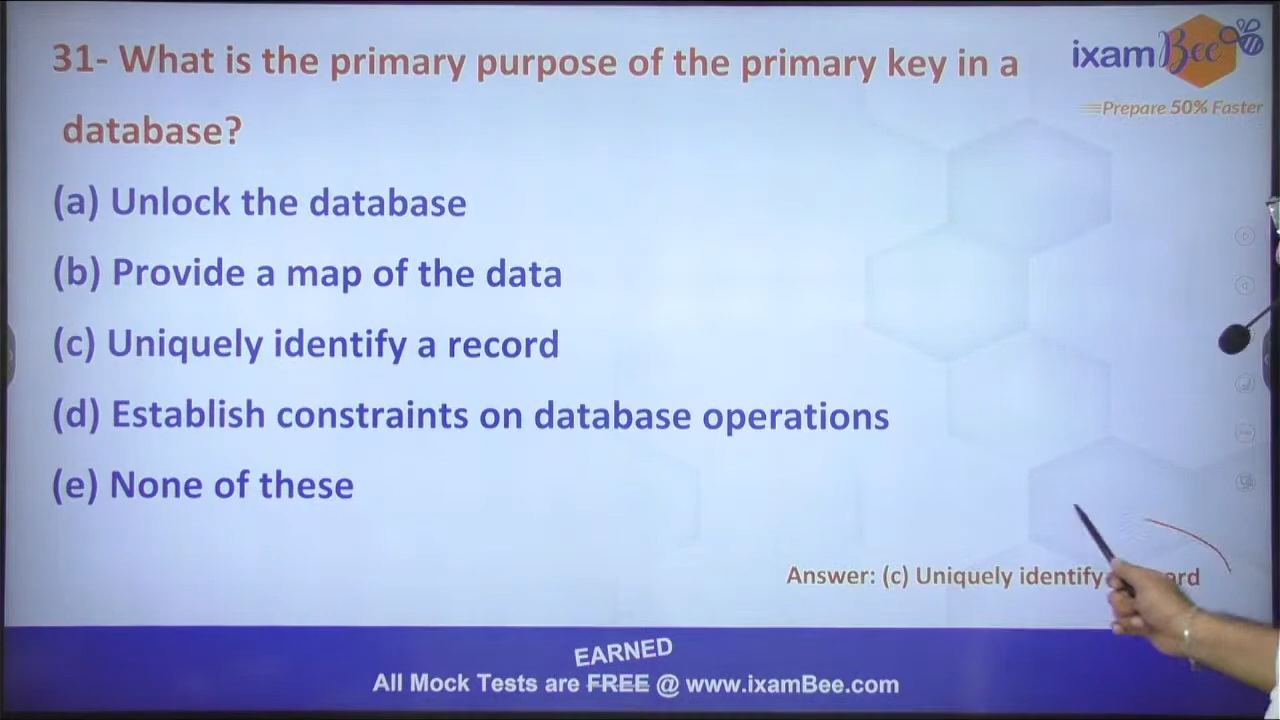 31- What is the primary purpose of the primary key in a
database?
(a) Unlock the database
(b) Provide a map of the data
(c) Uniquely identify a record
(d) Establish constraints on database operations
(e) None of these
ixamBee
Prepare 50% Faster
Answer: (c) Uniquely identify
EARNED
All Mock Tests are FREE @ www.ixamBee.com